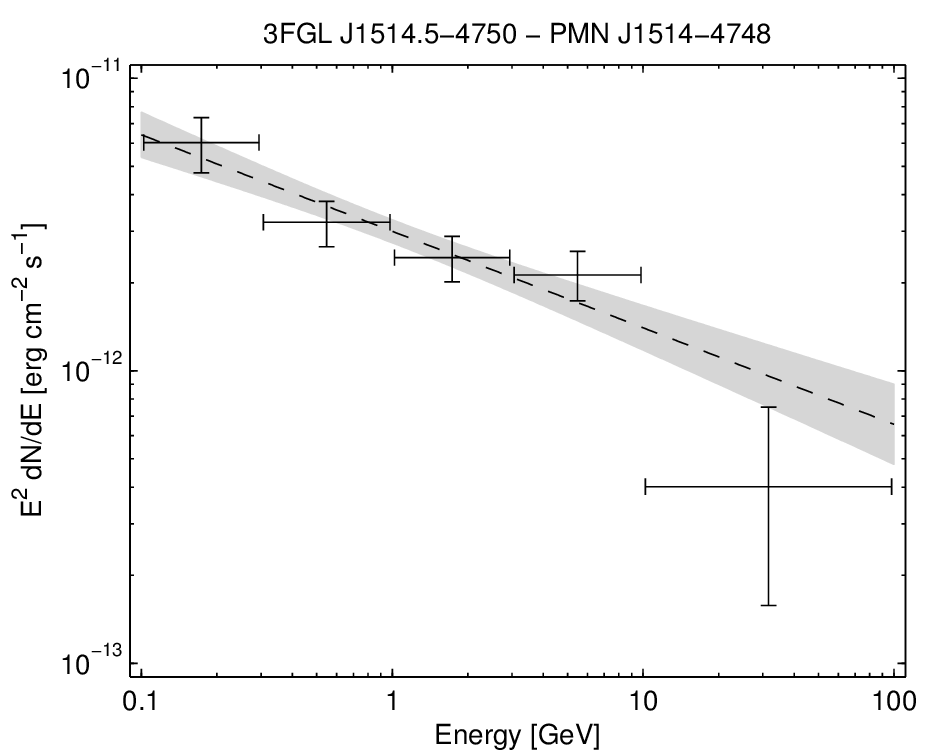 3FGL J1514.5−4750 − PMN J1514−4748
E² dN/dE [erg cm⁻² s⁻¹]
10⁻¹¹
10⁻¹²
10⁻¹³
0.1 1 10 100
Energy [GeV]